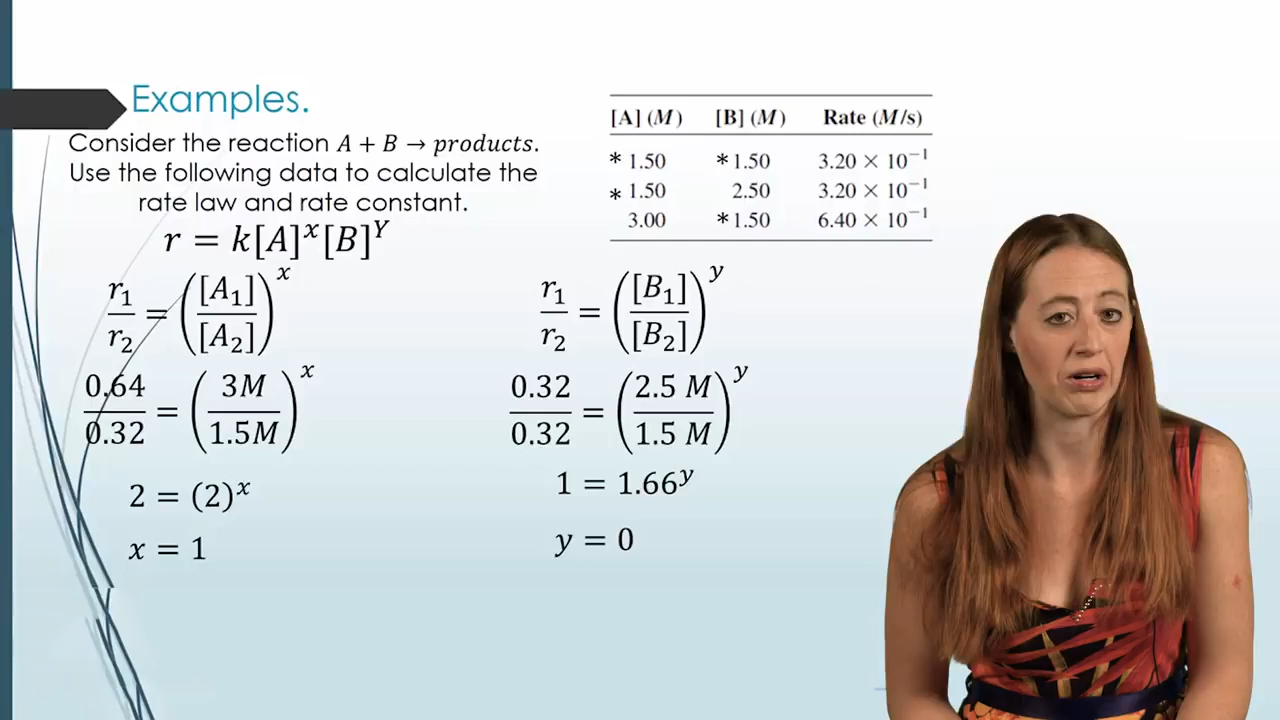 Examples.
Consider the reaction 𝐴 + 𝐵 → 𝑝𝑟𝑜𝑑𝑢𝑐𝑡𝑠.
Use the following data to calculate the
rate law and rate constant.
r = k[A]^x[B]^Y
r₁/r₂ = ([A₁]/[A₂])^x
0.64/0.32 = (3M/1.5M)^x
2 = (2)^x
x = 1
[A] (M) [B] (M) Rate (M/s)
* 1.50 * 1.50 3.20 × 10⁻¹
* 1.50 2.50 3.20 × 10⁻¹
3.00 * 1.50 6.40 × 10⁻¹
r₁/r₂ = ([B₁]/[B₂])^y
0.32/0.32 = (2.5 M/1.5 M)^y
1 = 1.66^y
y = 0